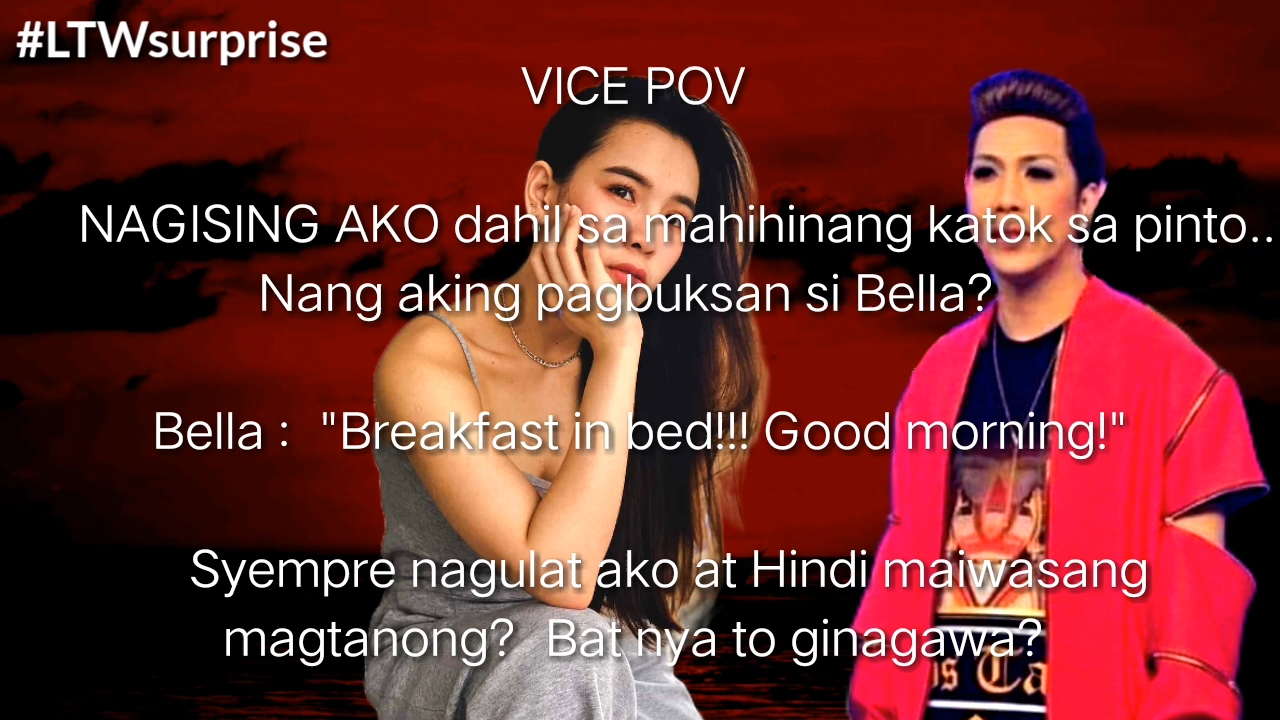 #LTWsurprise
VICE POV
NAGISING AKO dahil sa mahihinang katok sa pinto..
Nang aking pagbuksan si Bella?
Bella :  "Breakfast in bed!!! Good morning!"
Syempre nagulat ako at Hindi maiwasang
magtanong?  Bat nya to ginagawa?